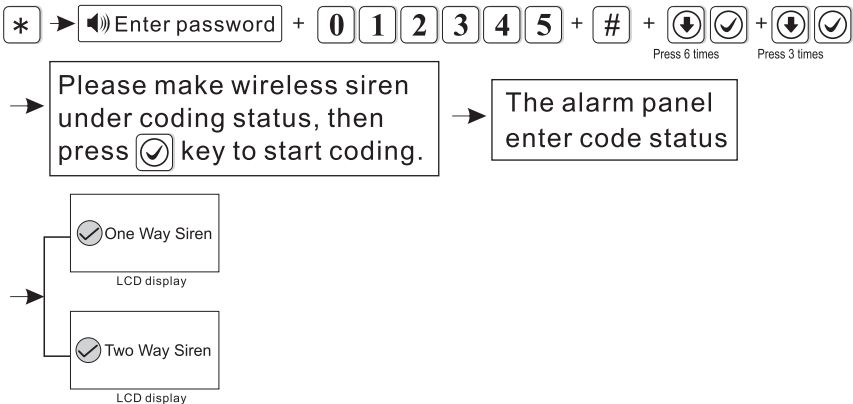 * Enter password + 0 1 2 3 4 5 + # + +
Press 6 times Press 3 times
Please make wireless siren
under coding status, then
press key to start coding.
The alarm panel
enter code status
One Way Siren
LCD display
Two Way Siren
LCD display